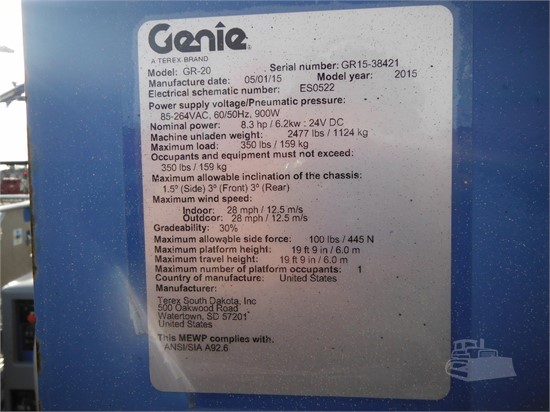 Genie
A TEREX BRAND
Model: GR-20 Serial number: GR15-38421
Manufacture date: 05/01/15 Model year: 2015
Electrical schematic number: ES0522
Power supply voltage/Pneumatic pressure:
85-264VAC, 60/50Hz, 900W
Nominal power: 8.3 hp / 6.2kw : 24V DC
Machine unladen weight: 2477 lbs / 1124 kg
Maximum load: 350 lbs / 159 kg
Occupants and equipment must not exceed:
350 lbs / 159 kg
Maximum allowable inclination of the chassis:
1.5º (Side) 3º (Front) 3º (Rear)
Maximum wind speed:
Indoor: 28 mph / 12.5 m/s
Outdoor: 28 mph / 12.5 m/s
Gradeability: 30%
Maximum allowable side force: 100 lbs / 445 N
Maximum platform height: 19 ft 9 in / 6.0 m
Maximum travel height: 19 ft 9 in / 6.0 m
Maximum number of platform occupants: 1
Country of manufacture: United States
Manufacturer:
Terex South Dakota, Inc
500 Oakwood Road
Watertown, SD 57201
United States
This MEWP complies with:
ANSI/SIA A92.6